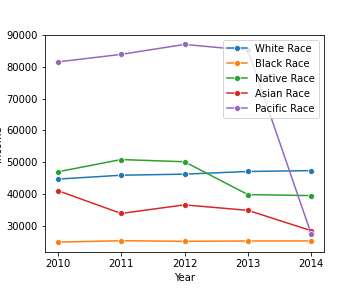 90000
80000
70000
60000
50000
40000
30000
2010
2011
2012
2013
2014
Year
White Race
Black Race
Native Race
Asian Race
Pacific Race